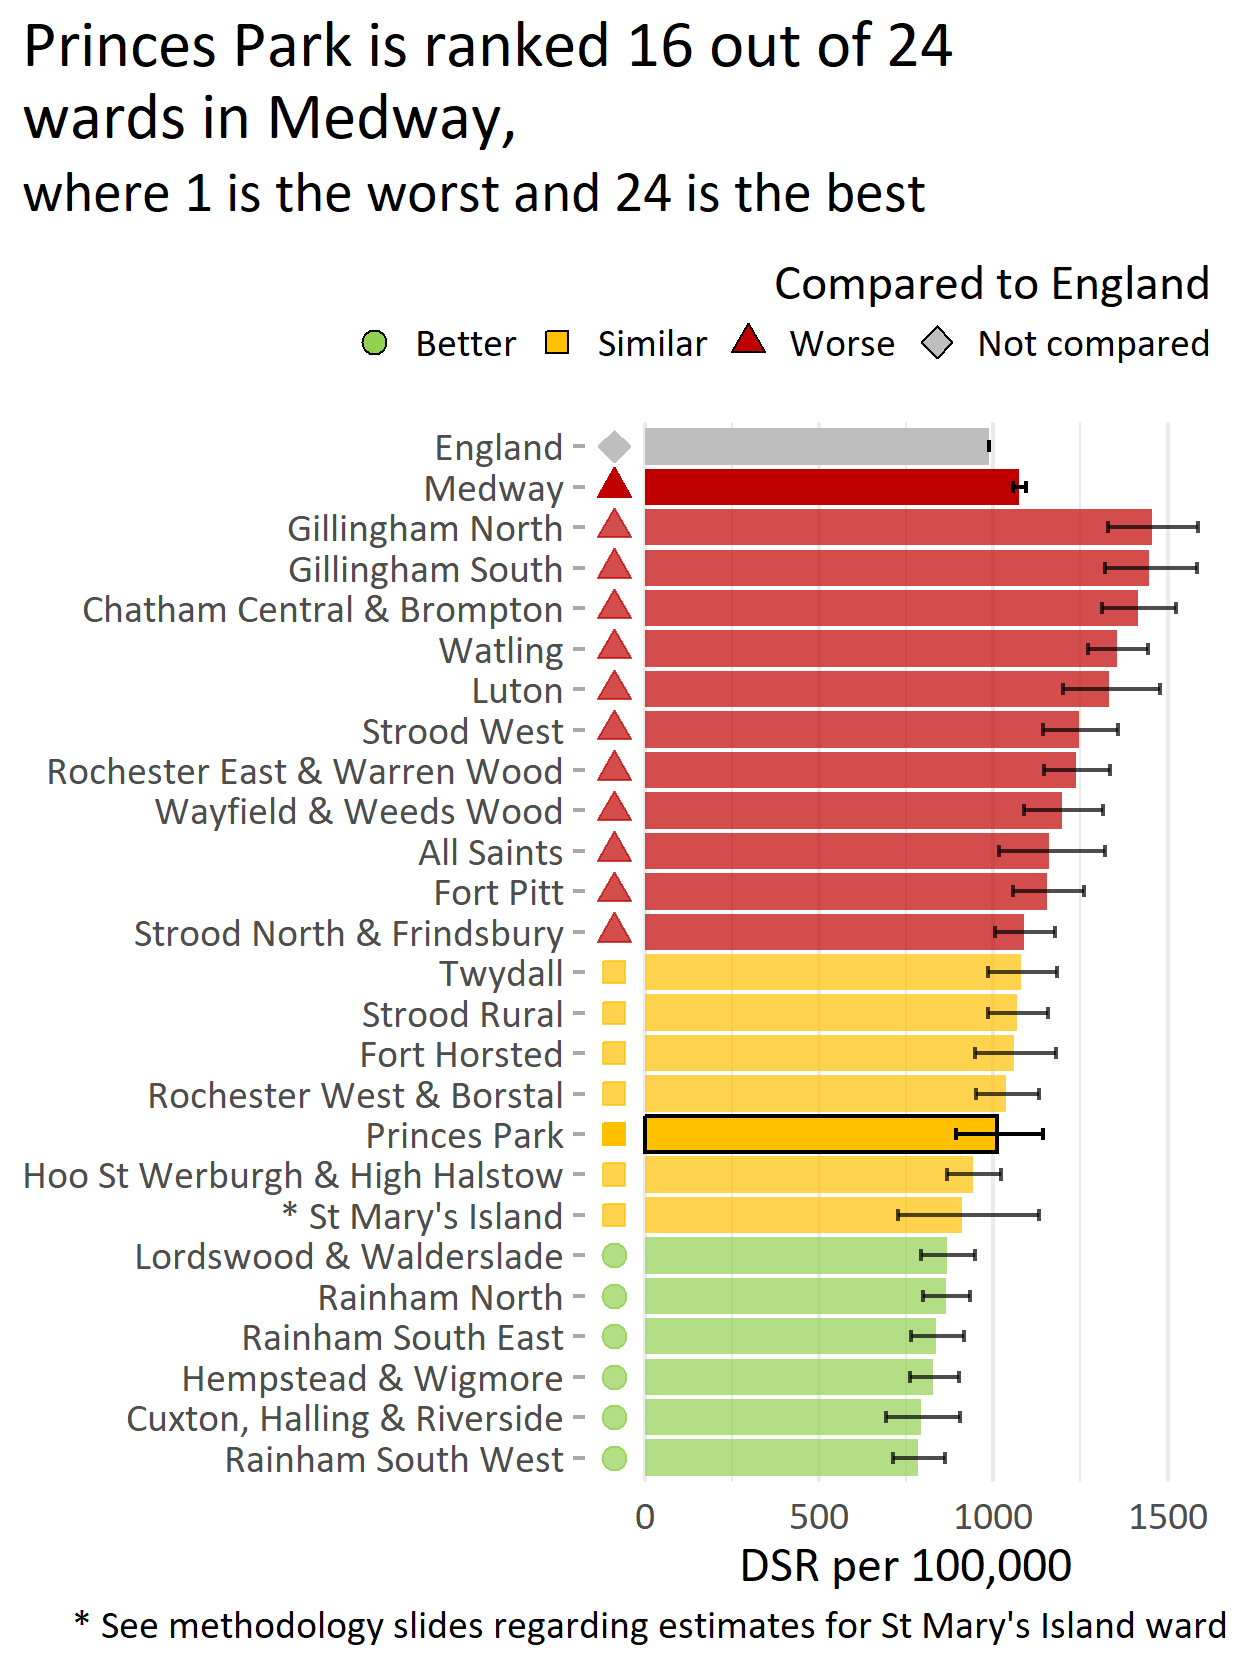 Princes Park is ranked 16 out of 24
wards in Medway,
where 1 is the worst and 24 is the best
Compared to England
Better Similar Worse Not compared
England
Medway
Gillingham North
Gillingham South
Chatham Central & Brompton
Watling
Luton
Strood West
Rochester East & Warren Wood
Wayfield & Weeds Wood
All Saints
Fort Pitt
Strood North & Frindsbury
Twydall
Strood Rural
Fort Horsted
Rochester West & Borstal
Princes Park
Hoo St Werburgh & High Halstow
* St Mary's Island
Lordswood & Walderslade
Rainham North
Rainham South East
Hempstead & Wigmore
Cuxton, Halling & Riverside
Rainham South West
0 500 1000 1500
DSR per 100,000
* See methodology slides regarding estimates for St Mary's Island ward